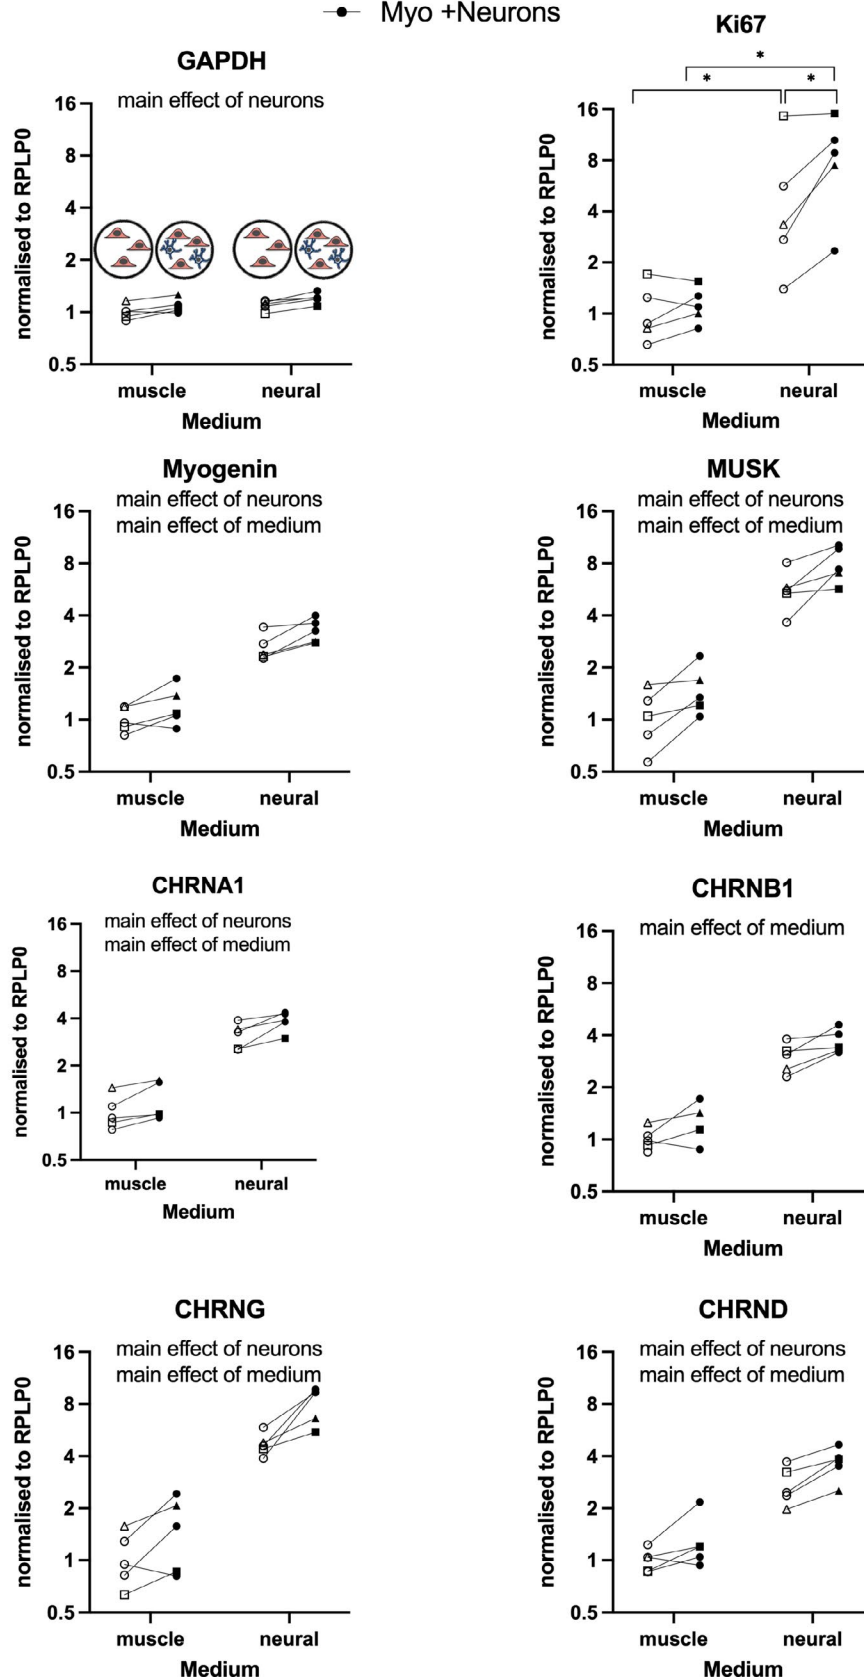 Myo +Neurons
GAPDH
main effect of neurons
normalised to RPLP0
16
8
4
2
1
0.5
muscle neural
Medium
Ki67
* * *
normalised to RPLP0
16
8
4
2
1
0.5
muscle neural
Medium
Myogenin
main effect of neurons
main effect of medium
normalised to RPLP0
16
8
4
2
1
0.5
muscle neural
Medium
MUSK
main effect of neurons
main effect of medium
normalised to RPLP0
16
8
4
2
1
0.5
muscle neural
Medium
CHRNA1
main effect of neurons
main effect of medium
normalised to RPLP0
16
8
4
2
1
0.5
muscle neural
Medium
CHRNB1
main effect of medium
normalised to RPLP0
16
8
4
2
1
0.5
muscle neural
Medium
CHRNG
main effect of neurons
main effect of medium
normalised to RPLP0
16
8
4
2
1
0.5
muscle neural
Medium
CHRND
main effect of neurons
main effect of medium
normalised to RPLP0
16
8
4
2
1
0.5
muscle neural
Medium